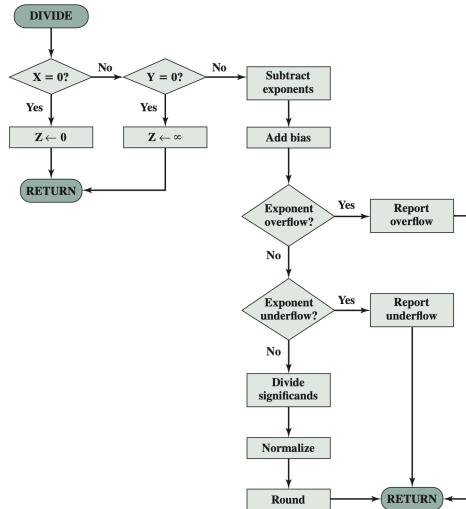 DIVIDE
X = 0?
No
Y = 0?
No
Subtract
exponents
Yes
Yes
Z ← 0
Z ← ∞
Add bias
RETURN
Exponent
overflow?
Yes
Report
overflow
No
Exponent
underflow?
Yes
Report
underflow
No
Divide
significands
Normalize
Round
RETURN